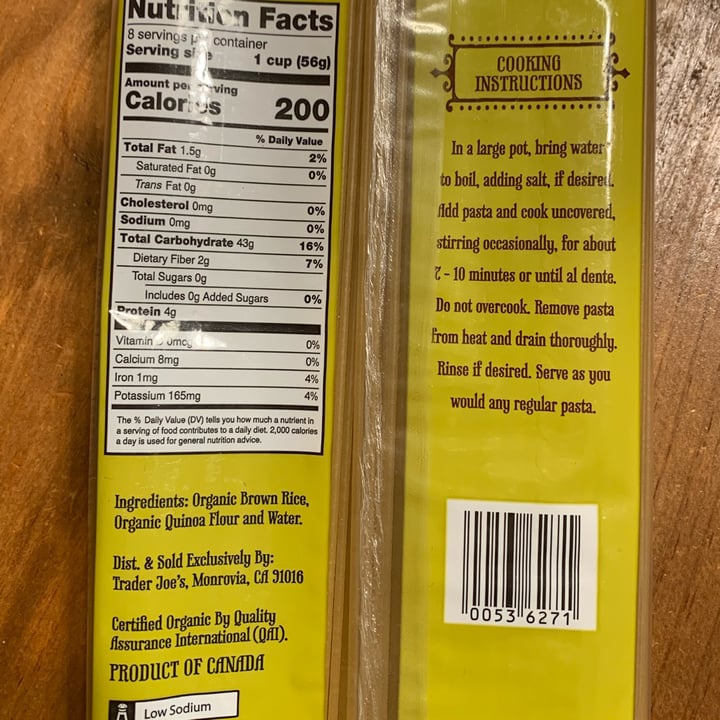 Nutrition Facts
8 servings per container
Serving size 1 cup (56g)
Amount per serving
Calories 200
% Daily Value
Total Fat 1.5g 2%
Saturated Fat 0g 0%
Trans Fat 0g
Cholesterol 0mg 0%
Sodium 0mg 0%
Total Carbohydrate 43g 16%
Dietary Fiber 2g 7%
Total Sugars 0g
Includes 0g Added Sugars 0%
Protein 4g
Vitamin D 0mcg 0%
Calcium 8mg 0%
Iron 1mg 4%
Potassium 165mg 4%
The % Daily Value (DV) tells you how much a nutrient in
a serving of food contributes to a daily diet. 2,000 calories
a day is used for general nutrition advice.
Ingredients: Organic Brown Rice,
Organic Quinoa Flour and Water.
Dist. & Sold Exclusively By:
Trader Joe's, Monrovia, CA 91016
Certified Organic By Quality
Assurance International (QAI).
PRODUCT OF CANADA
Low Sodium
COOKING
INSTRUCTIONS
In a large pot, bring water
to boil, adding salt, if desired.
Add pasta and cook uncovered,
stirring occasionally, for about
7 - 10 minutes or until al dente.
Do not overcook. Remove pasta
from heat and drain thoroughly.
Rinse if desired. Serve as you
would any regular pasta.
0053 6271